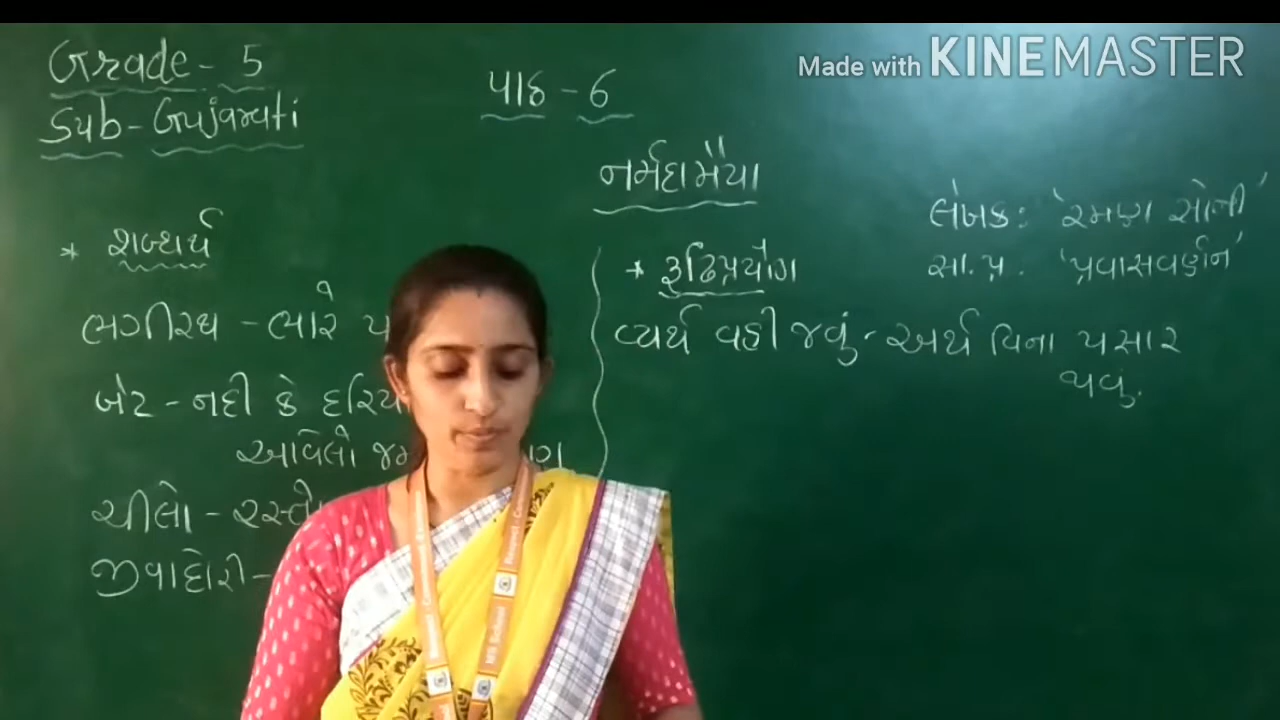 Made with KINEMASTER
Grade - 5
Sub - Gujarati
પાઠ - 6
નર્મદામૈયા
લેખક : 'રમણ સોની'
સા.પ્ર. 'પ્રવાસવર્ણન'
* શબ્દાર્થ
ભગીરથ - ભારે
બેટ - નદી કે દરિયા
આવેલો
ચીલો - રસ્તો
જીવાદોરી -
* રૂઢિપ્રયોગ
વ્યર્થ વહી જવું - અર્થ વિના પસાર
થવું.